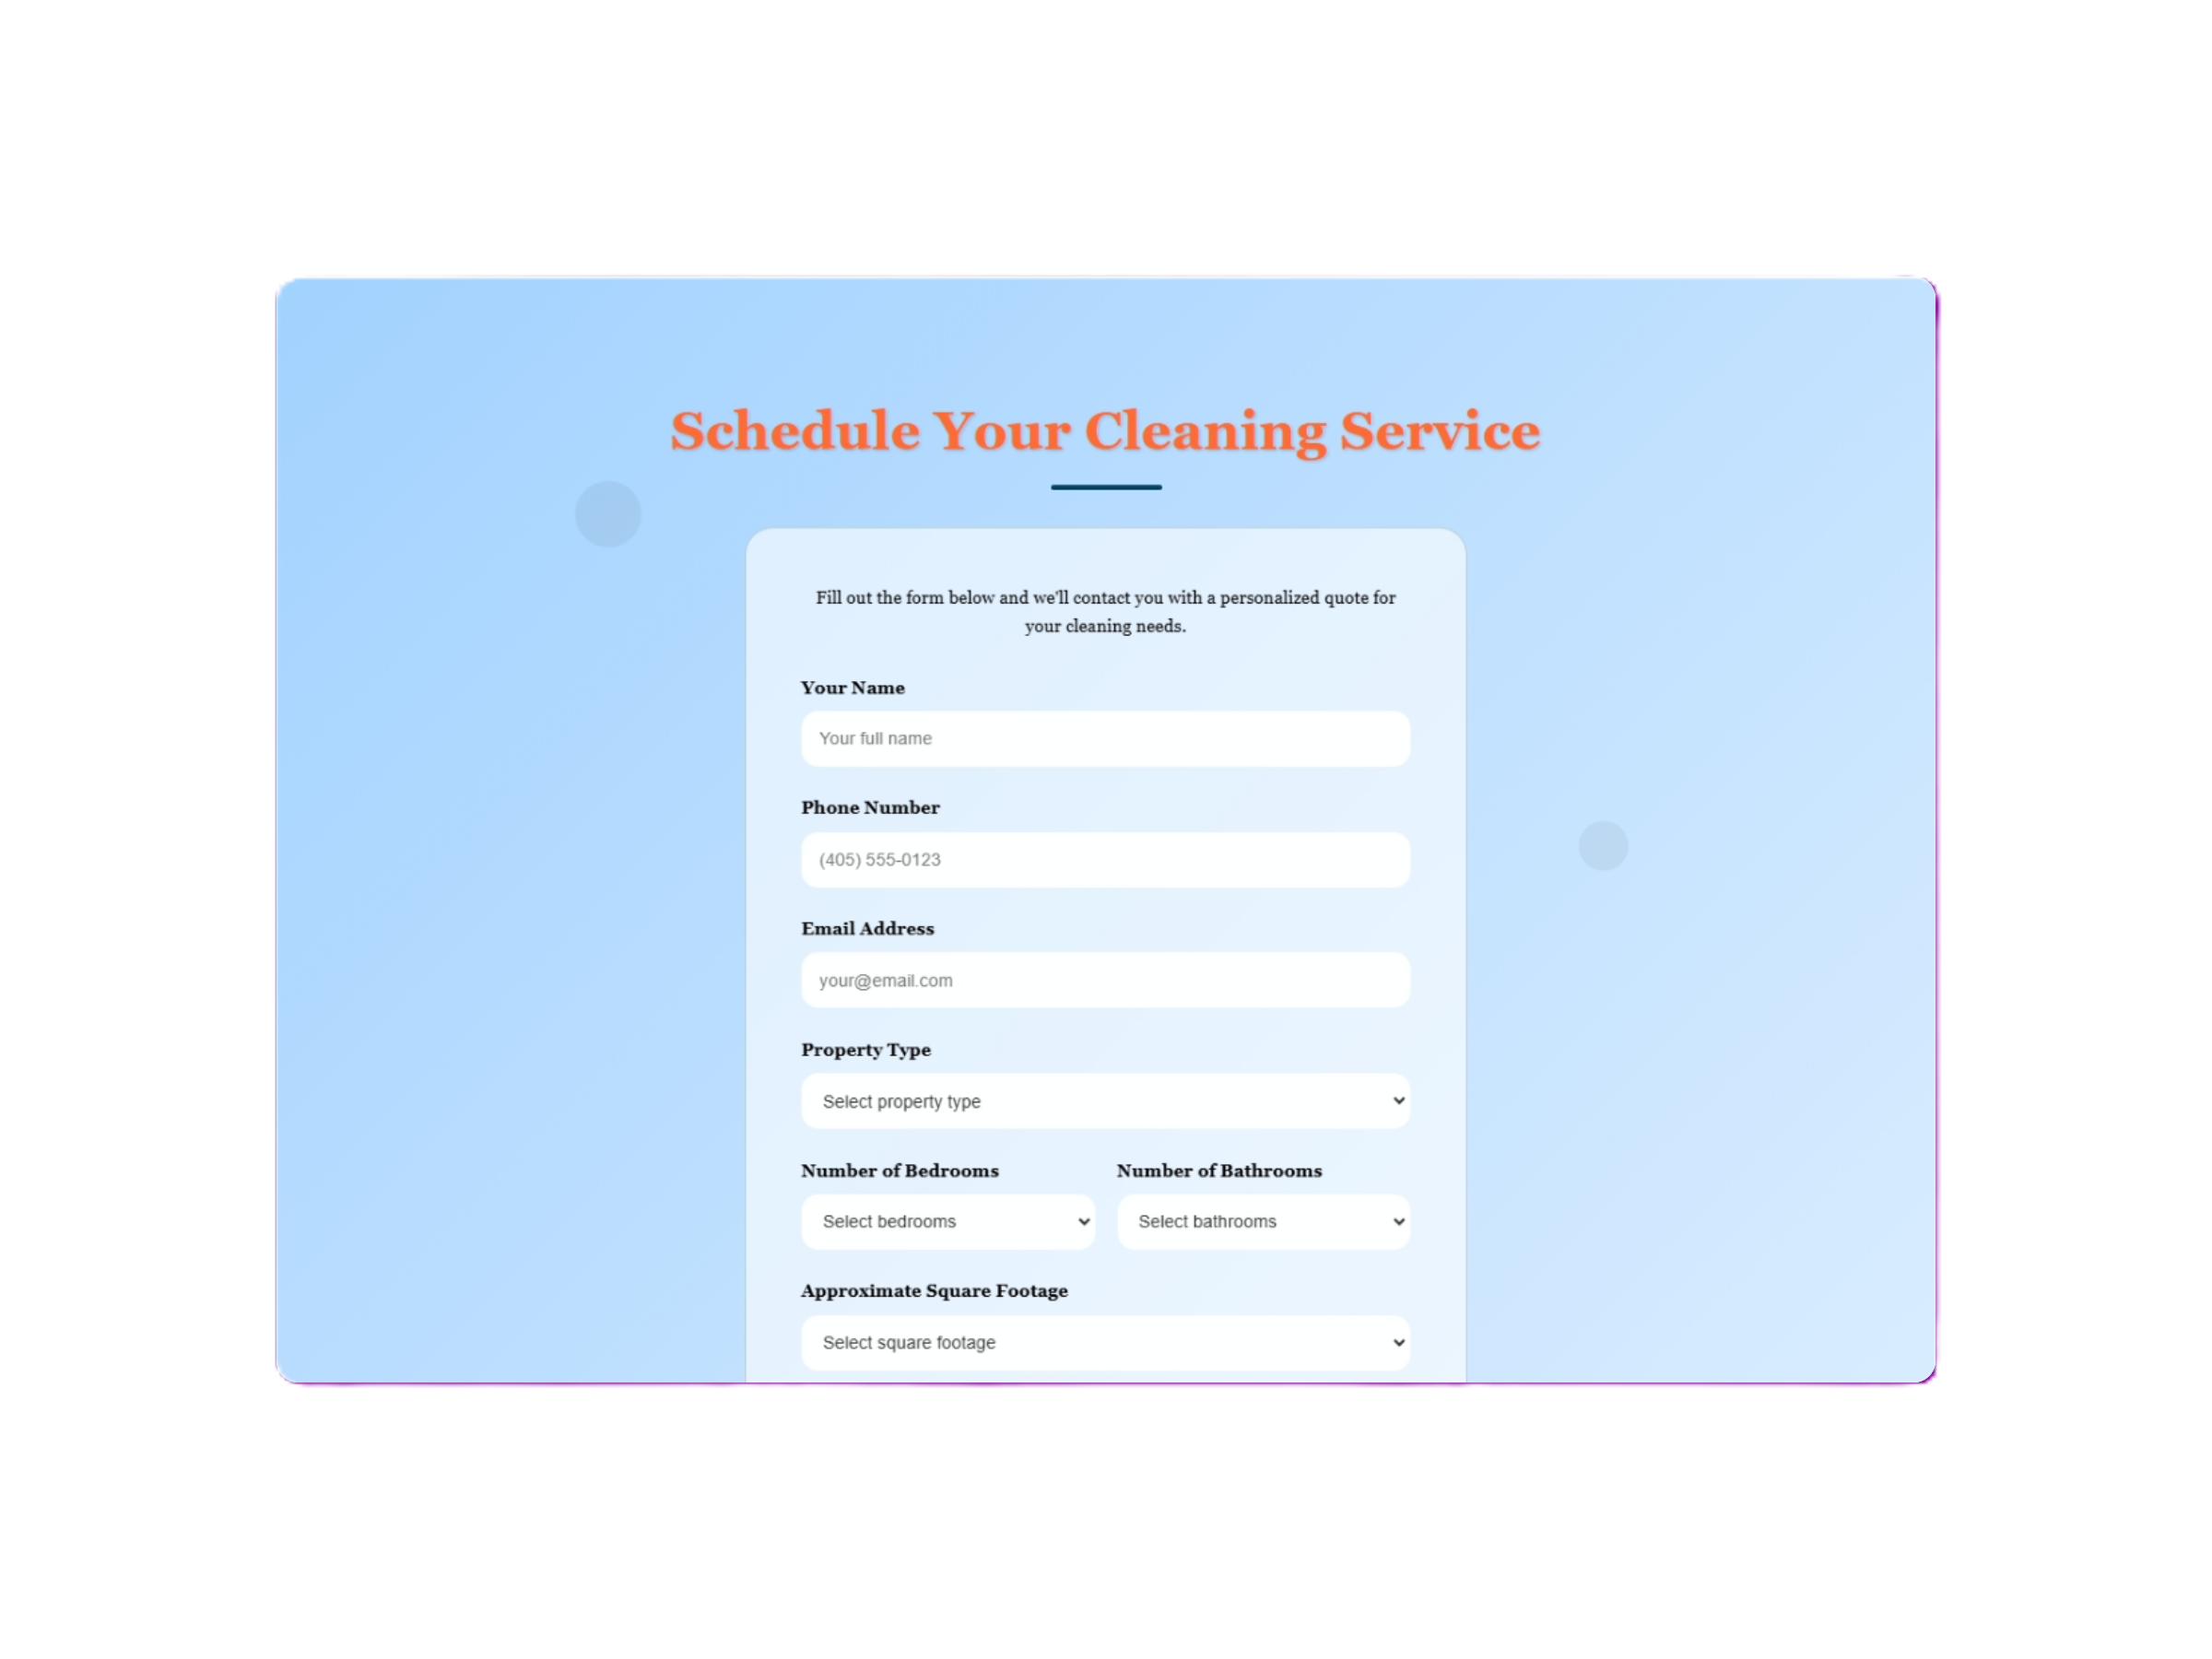 Schedule Your Cleaning Service
Fill out the form below and we'll contact you with a personalized quote for
your cleaning needs.
Your Name
Your full name
Phone Number
(405) 555-0123
Email Address
your@email.com
Property Type
Select property type
Number of Bedrooms
Select bedrooms
Number of Bathrooms
Select bathrooms
Approximate Square Footage
Select square footage